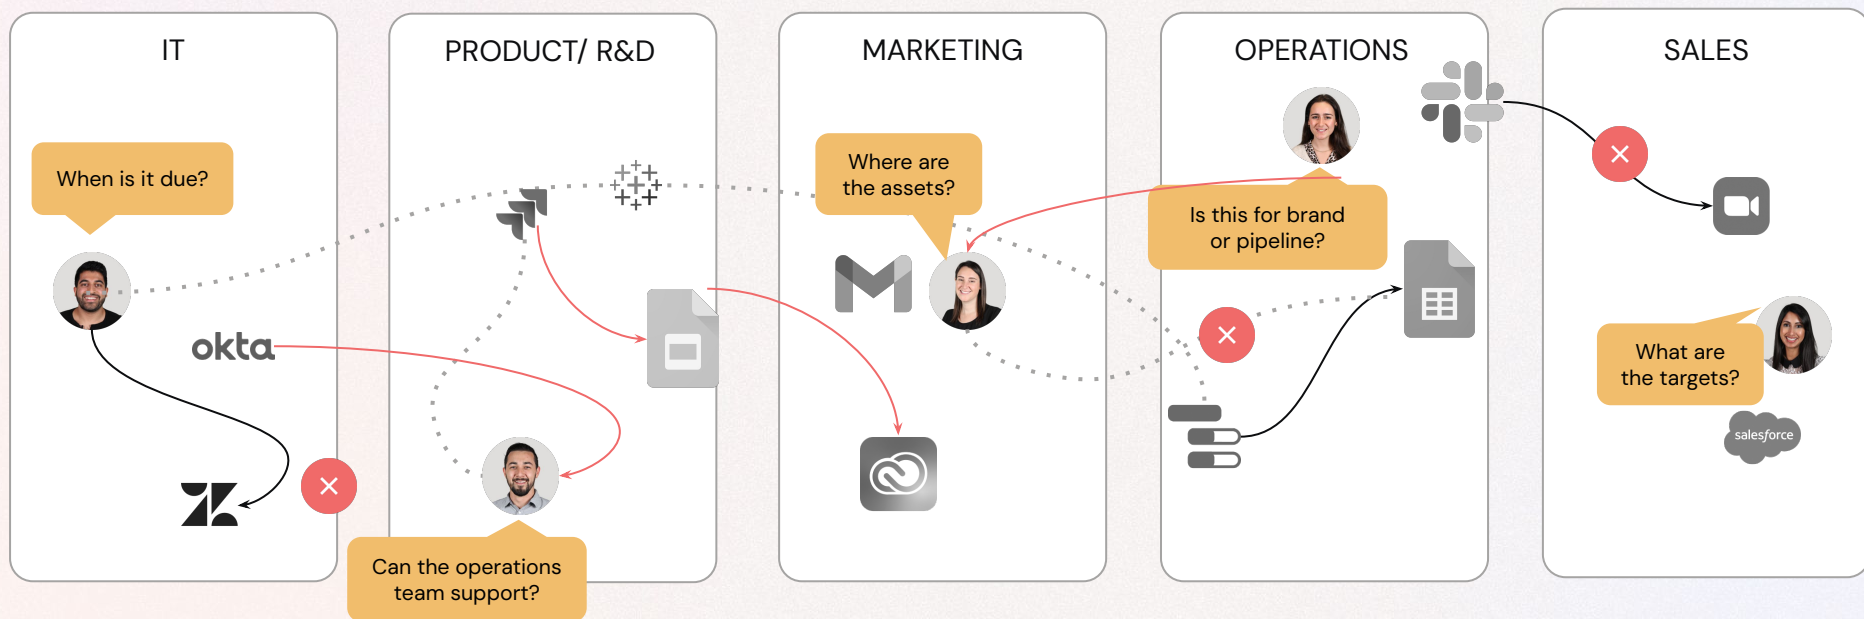 IT
PRODUCT/ R&D
MARKETING
OPERATIONS
SALES
When is it due?
Where are
the assets?
Is this for brand
or pipeline?
okta
What are
the targets?
salesforce
Can the operations
team support?